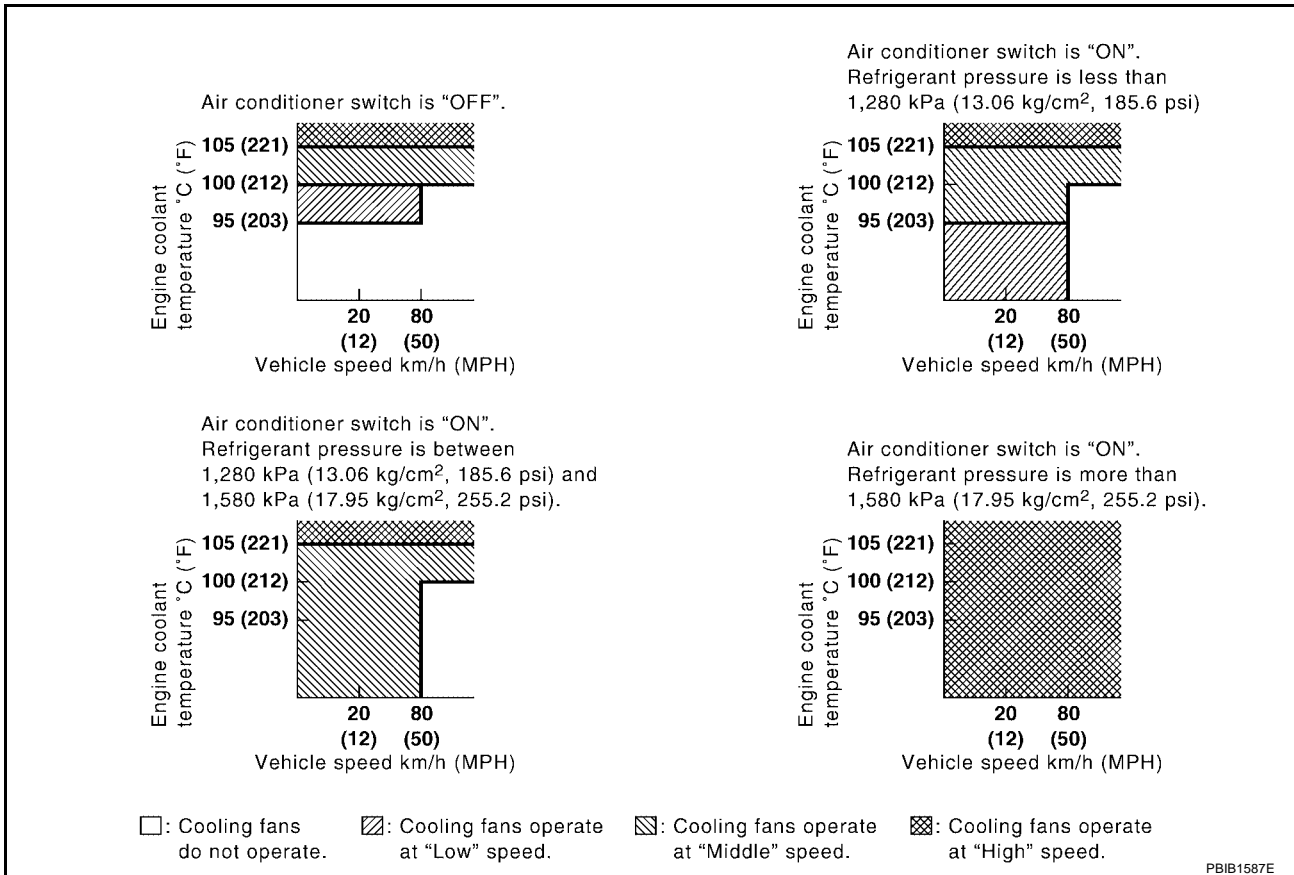 Air conditioner switch is "OFF".
Engine coolant
temperature °C (°F)
105 (221)
100 (212)
95 (203)
20
80
(12)
(50)
Vehicle speed km/h (MPH)
Air conditioner switch is "ON".
Refrigerant pressure is less than
1,280 kPa (13.06 kg/cm², 185.6 psi)
Engine coolant
temperature °C (°F)
105 (221)
100 (212)
95 (203)
20
80
(12)
(50)
Vehicle speed km/h (MPH)
Air conditioner switch is "ON".
Refrigerant pressure is between
1,280 kPa (13.06 kg/cm², 185.6 psi) and
1,580 kPa (17.95 kg/cm², 255.2 psi).
Engine coolant
temperature °C (°F)
105 (221)
100 (212)
95 (203)
20
80
(12)
(50)
Vehicle speed km/h (MPH)
Air conditioner switch is "ON".
Refrigerant pressure is more than
1,580 kPa (17.95 kg/cm², 255.2 psi).
Engine coolant
temperature °C (°F)
105 (221)
100 (212)
95 (203)
20
80
(12)
(50)
Vehicle speed km/h (MPH)
: Cooling fans
do not operate.
: Cooling fans operate
at "Low" speed.
: Cooling fans operate
at "Middle" speed.
: Cooling fans operate
at "High" speed.
PBIB1587E